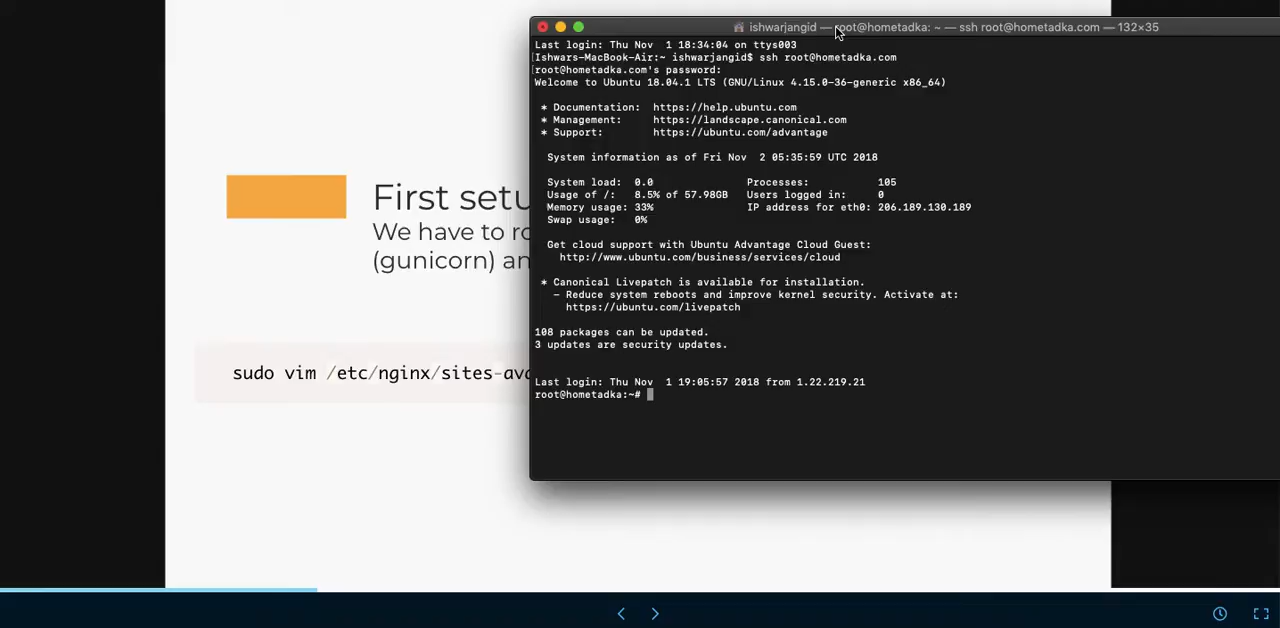 ishwarjangid — root@hometadka: ~ — ssh root@hometadka.com — 132×35
Last login: Thu Nov  1 18:34:04 on ttys003
[Ishwars-MacBook-Air:~ ishwarjangid$ ssh root@hometadka.com
[root@hometadka.com's password:
Welcome to Ubuntu 18.04.1 LTS (GNU/Linux 4.15.0-36-generic x86_64)
* Documentation:  https://help.ubuntu.com
* Management:     https://landscape.canonical.com
* Support:        https://ubuntu.com/advantage
System information as of Fri Nov  2 05:35:59 UTC 2018
System load:  0.0               Processes:           105
Usage of /:   8.5% of 57.98GB   Users logged in:     0
Memory usage: 33%               IP address for eth0: 206.189.130.189
Swap usage:   0%
Get cloud support with Ubuntu Advantage Cloud Guest:
http://www.ubuntu.com/business/services/cloud
* Canonical Livepatch is available for installation.
- Reduce system reboots and improve kernel security. Activate at:
https://ubuntu.com/livepatch
108 packages can be updated.
3 updates are security updates.
Last login: Thu Nov  1 19:05:57 2018 from 1.22.219.21
root@hometadka:~#
First setu
We have to ro
(gunicorn) an
sudo vim /etc/nginx/sites-ava